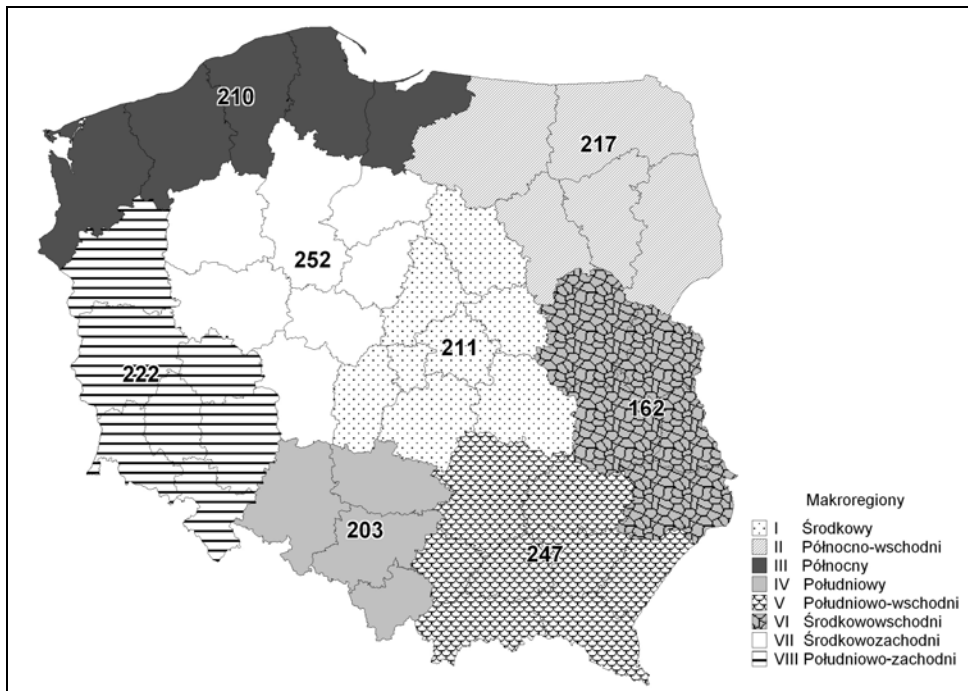 210
217
252
211
222
162
203
247
Makroregiony
I Środkowy
II Północno-wschodni
III Północny
IV Południowy
V Południowo-wschodni
VI Środkowowschodni
VII Środkowozachodni
VIII Południowo-zachodni